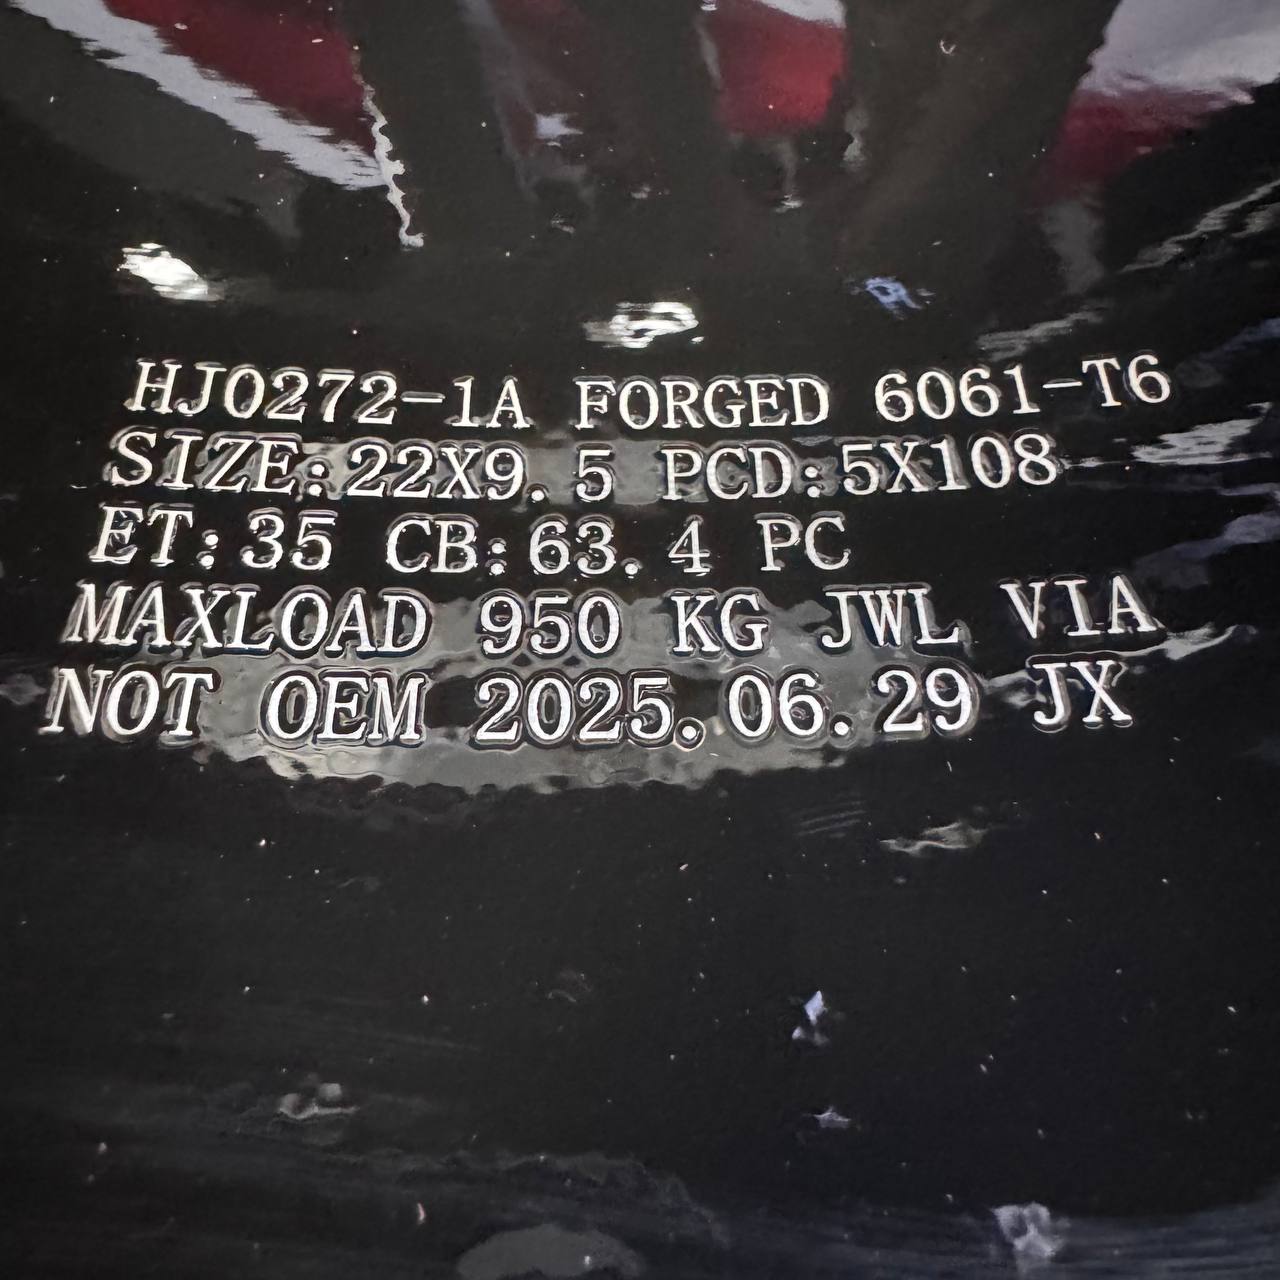 HJ0272-1A FORGED 6061-T6
SIZE:22X9.5 PCD:5X108
ET:35 CB:63.4 PC
MAXLOAD 950 KG JWL VIA
NOT OEM 2025.06.29 JX